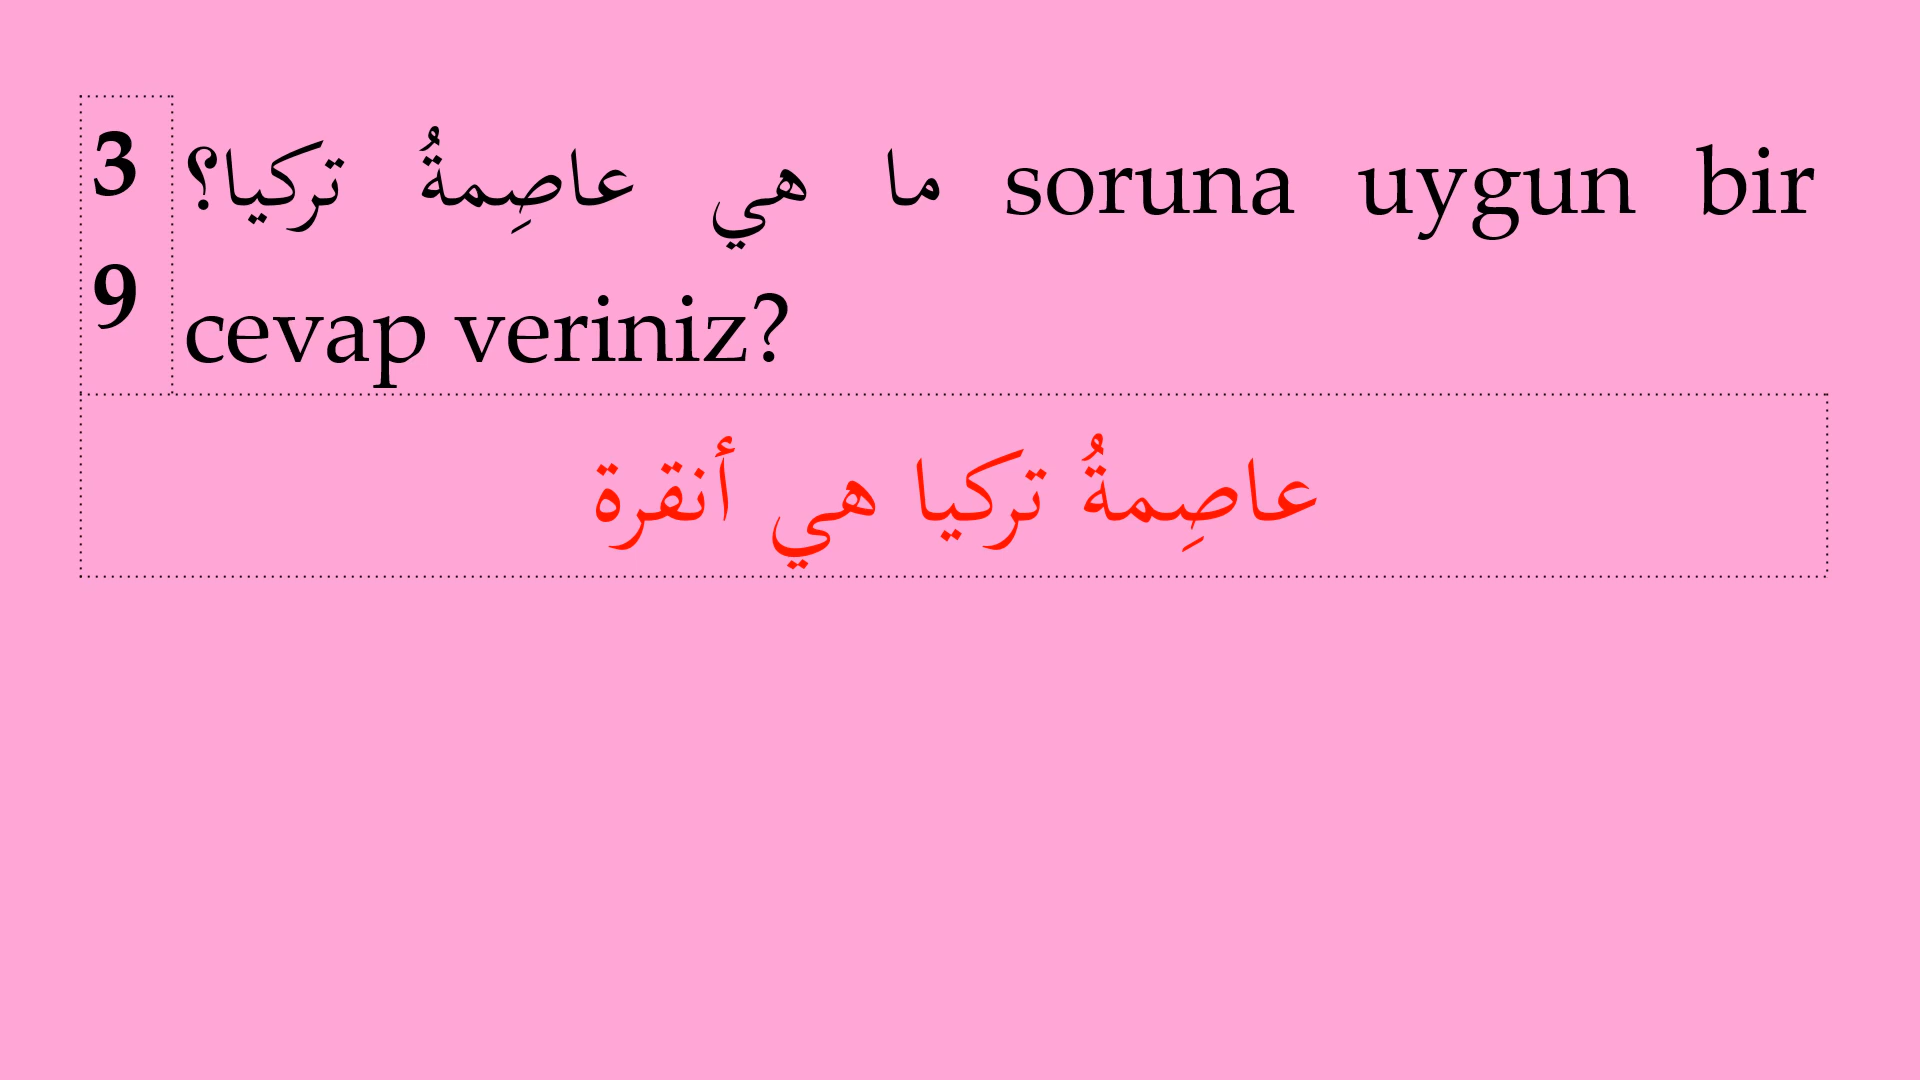 39
ما هي عاصِمةُ تركيا؟ soruna uygun bir
cevap veriniz?
عاصِمةُ تركيا هي أنقرة